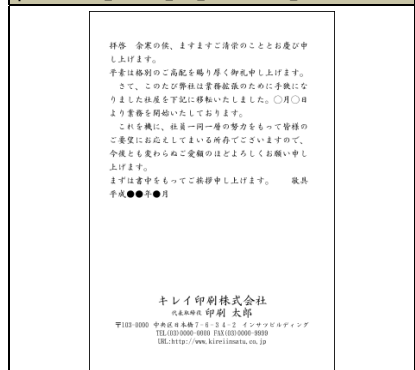 拝啓　余寒の候、ますますご清栄のこととお慶び申
し上げます。
平素は格別のご高配を賜り厚く御礼申し上げます。
　さて、このたび弊社は業務拡張のために手狭にな
りました社屋を下記に移転いたしました。〇月〇日
より業務を開始いたしております。
　これを機に、社員一同一層の努力をもって皆様の
ご要望にお応えしてまいる所存でございますので、
今後とも変わらぬご愛顧のほどよろしくお願い申し
上げます。
まずは書中をもってご挨拶申し上げます。　　敬具
平成●●年●月
キレイ印刷株式会社
代表取締役 印刷 太郎
〒103-0000 中央区日本橋7-6-34-2 インサツビルディング
TEL(03)0000-0000 FAX(03)0000-9999
URL:http://www.kireiinsatu.co.jp